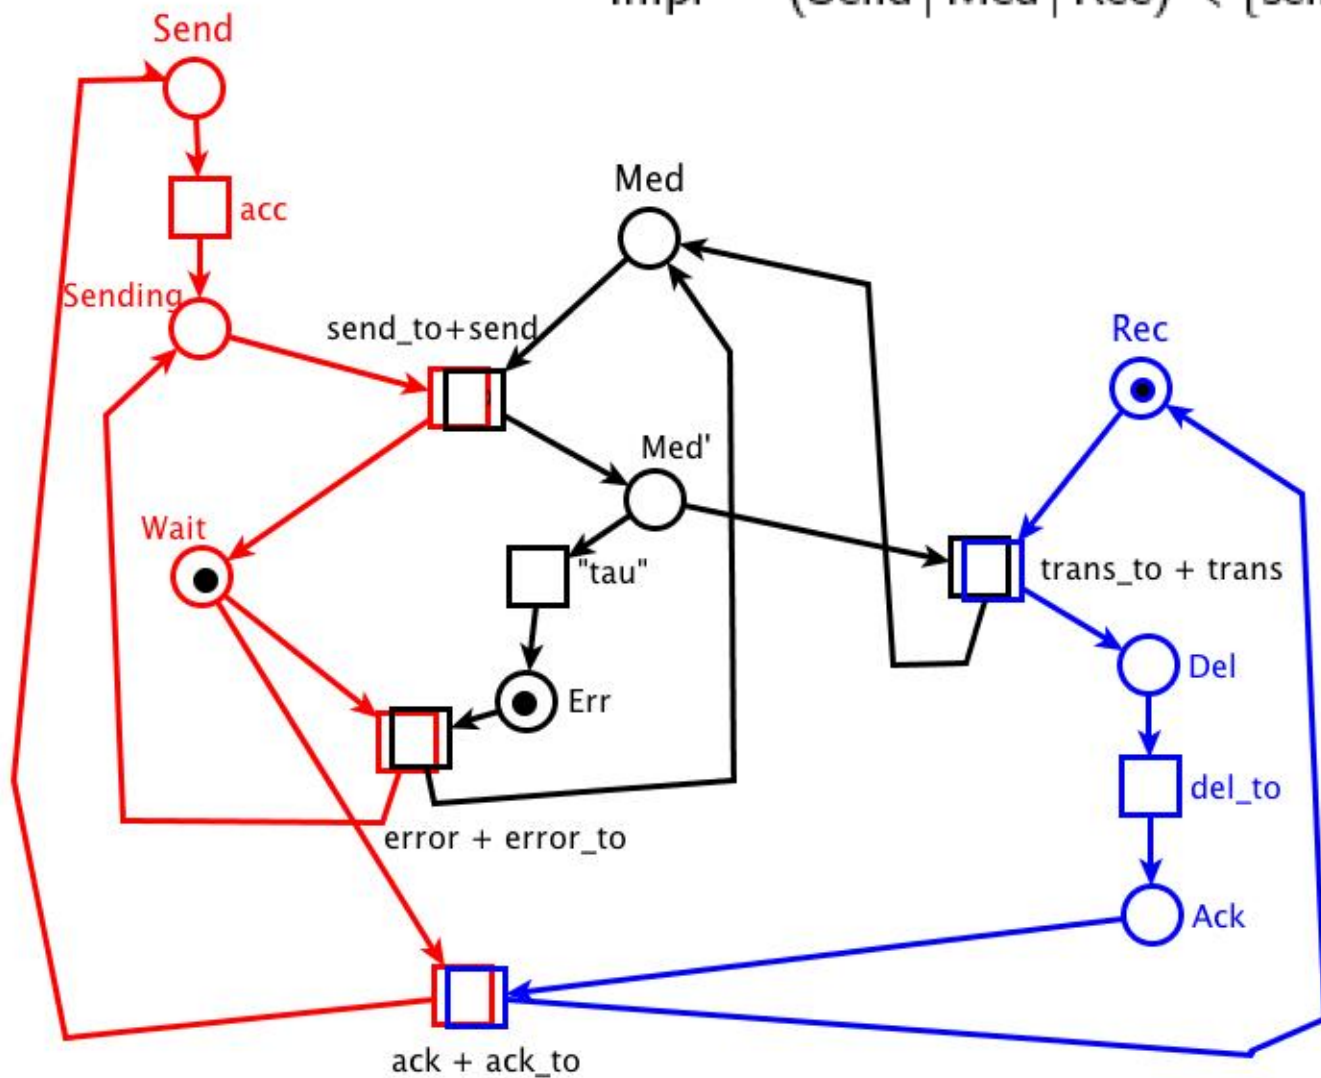 Send
acc
Med
Sending
send_to+send
Rec
Med'
Wait
"tau"
trans_to + trans
Del
Err
del_to
error + error_to
Ack
ack + ack_to